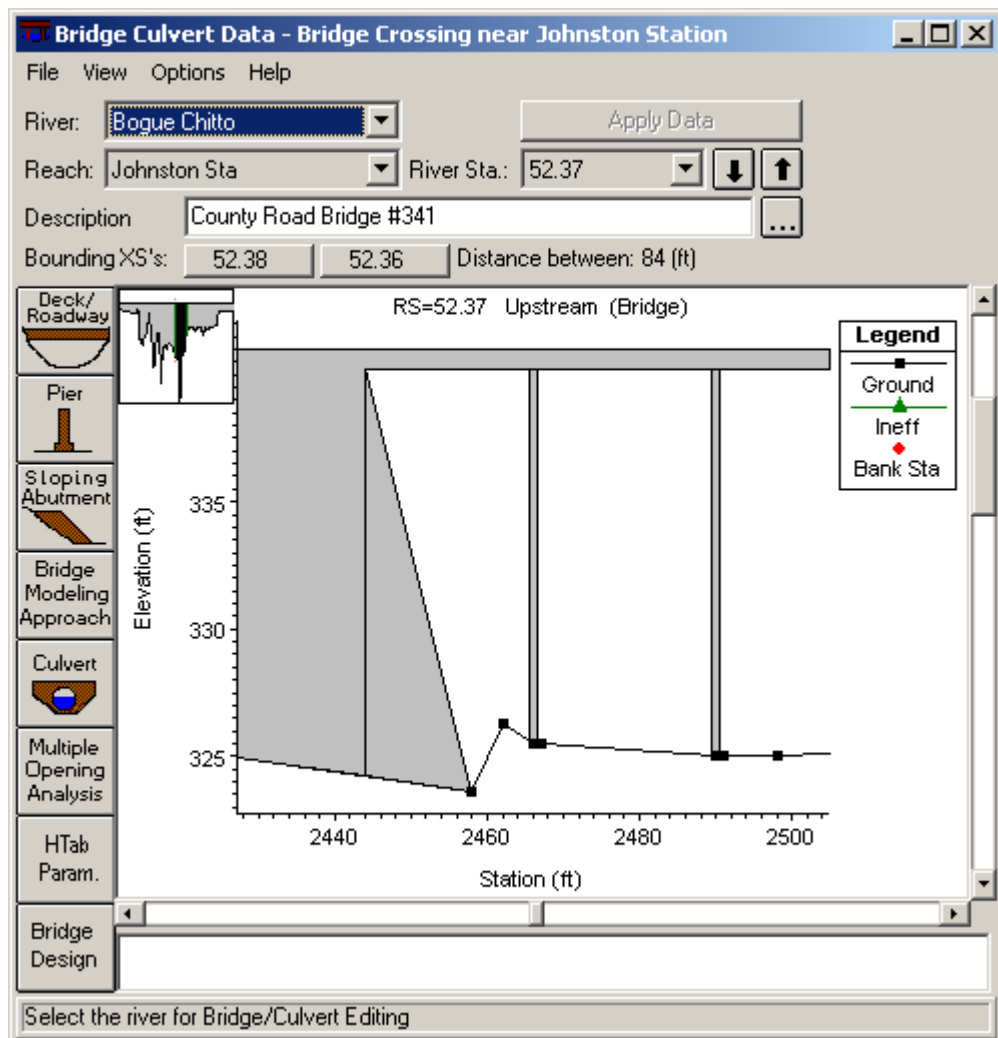 Bridge Culvert Data - Bridge Crossing near Johnston Station
File View Options Help
River: Bogue Chitto Apply Data
Reach: Johnston Sta River Sta.: 52.37
Description County Road Bridge #341 ...
Bounding XS's: 52.38 52.36 Distance between: 84 (ft)
Deck/
Roadway
Pier
Sloping
Abutment
Bridge
Modeling
Approach
Culvert
Multiple
Opening
Analysis
HTab
Param.
Bridge
Design
RS=52.37 Upstream (Bridge)
Legend
Ground
Ineff
Bank Sta
Elevation (ft)
335
330
325
2440 2460 2480 2500
Station (ft)
Select the river for Bridge/Culvert Editing